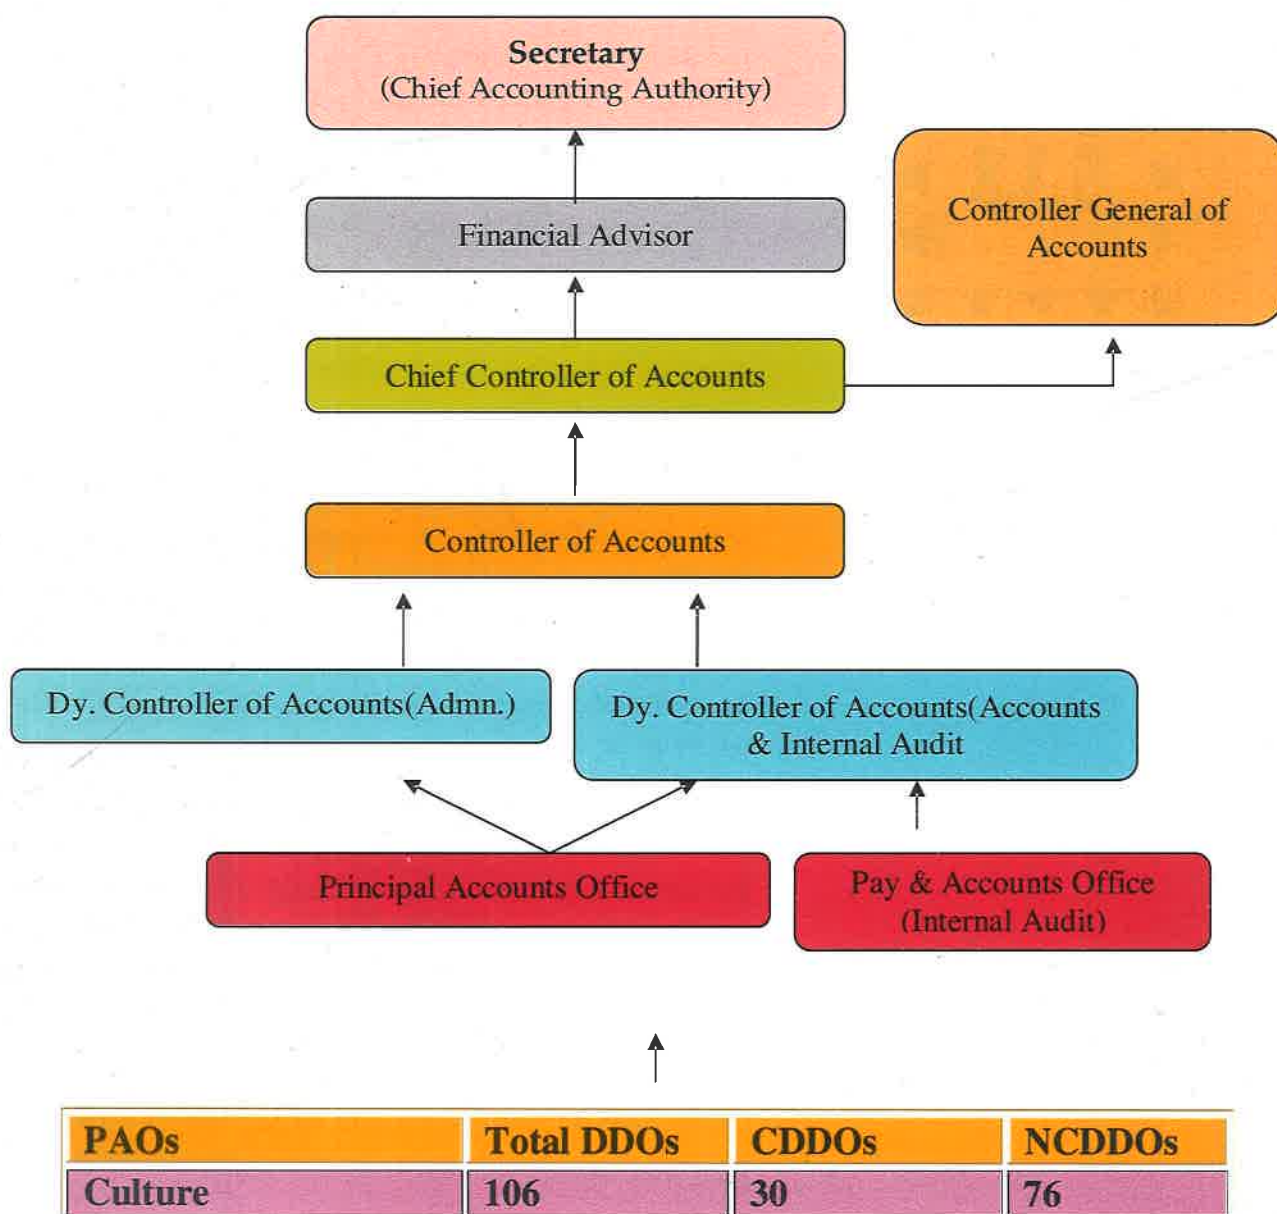 Secretary
(Chief Accounting Authority)
Controller General of
Accounts
Financial Advisor
Chief Controller of Accounts
Controller of Accounts
Dy. Controller of Accounts(Admn.)
Dy. Controller of Accounts(Accounts
& Internal Audit
Principal Accounts Office
Pay & Accounts Office
(Internal Audit)
PAOs Total DDOs CDDOs NCDDOs
Culture 106 30 76